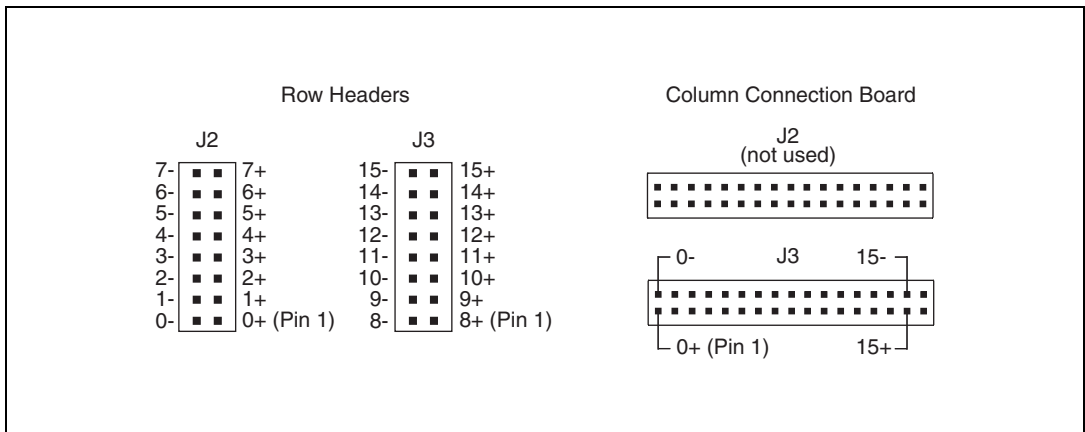 Row Headers
Column Connection Board
J2
7- 7+
6- 6+
5- 5+
4- 4+
3- 3+
2- 2+
1- 1+
0- 0+ (Pin 1)
J3
15- 15+
14- 14+
13- 13+
12- 12+
11- 11+
10- 10+
9- 9+
8- 8+ (Pin 1)
J2
(not used)
0- J3 15-
0+ (Pin 1) 15+